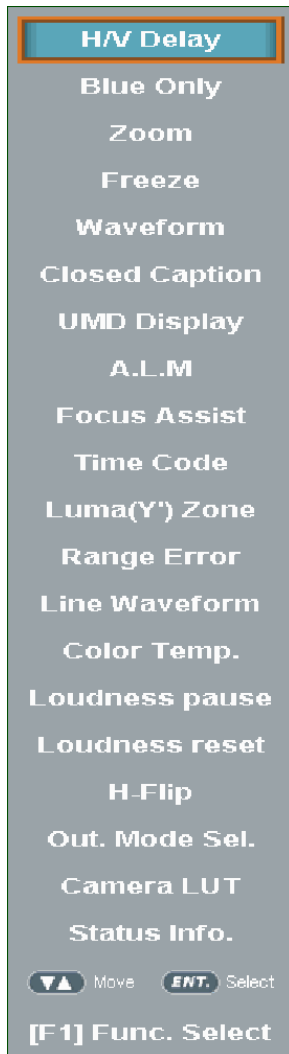 H/V Delay
Blue Only
Zoom
Freeze
Waveform
Closed Caption
UMD Display
A.L.M
Focus Assist
Time Code
Luma(Y') Zone
Range Error
Line Waveform
Color Temp.
Loudness pause
Loudness reset
H-Flip
Out. Mode Sel.
Camera LUT
Status Info.
▼▲ Move ENT. Select
[F1] Func. Select